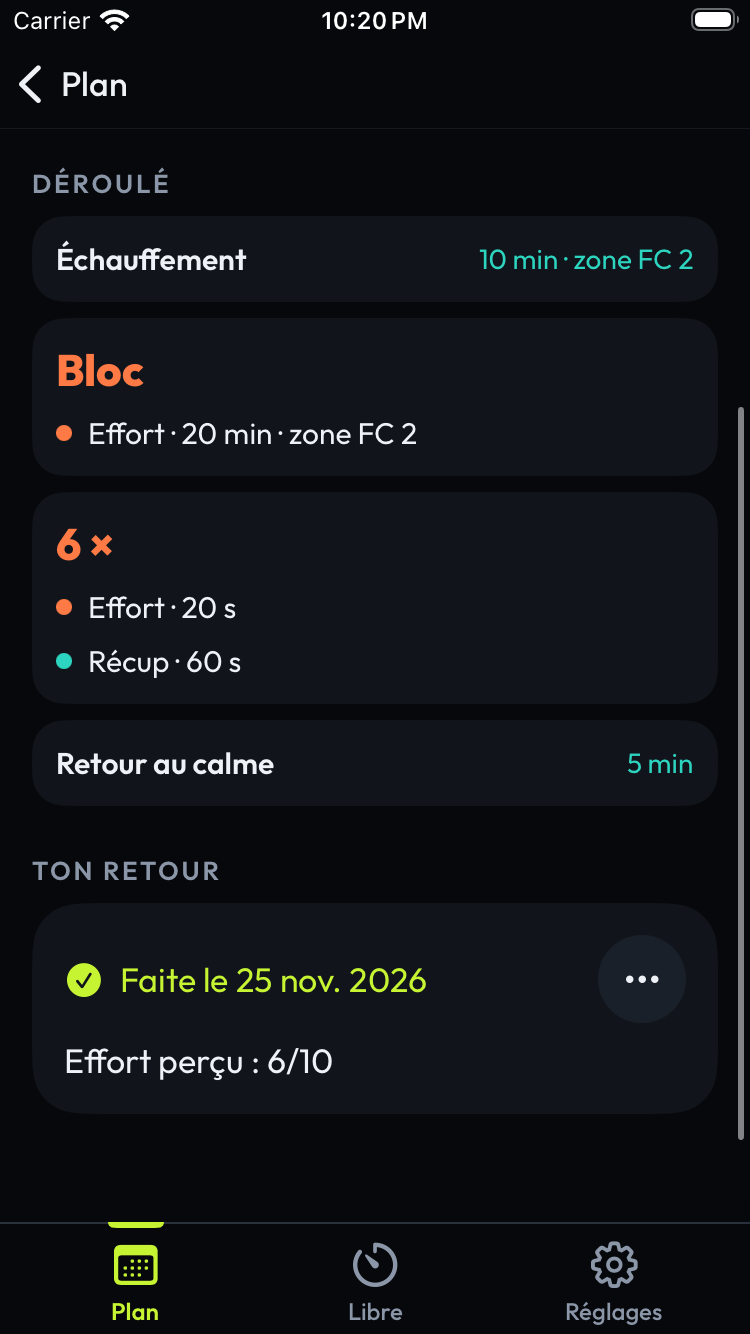 Carrier 10:20 PM
Plan
DÉROULÉ
Échauffement 10 min · zone FC 2
Bloc
Effort · 20 min · zone FC 2
6 ×
Effort · 20 s
Récup · 60 s
Retour au calme 5 min
TON RETOUR
Faite le 25 nov. 2026
Effort perçu : 6/10
Plan Libre Réglages